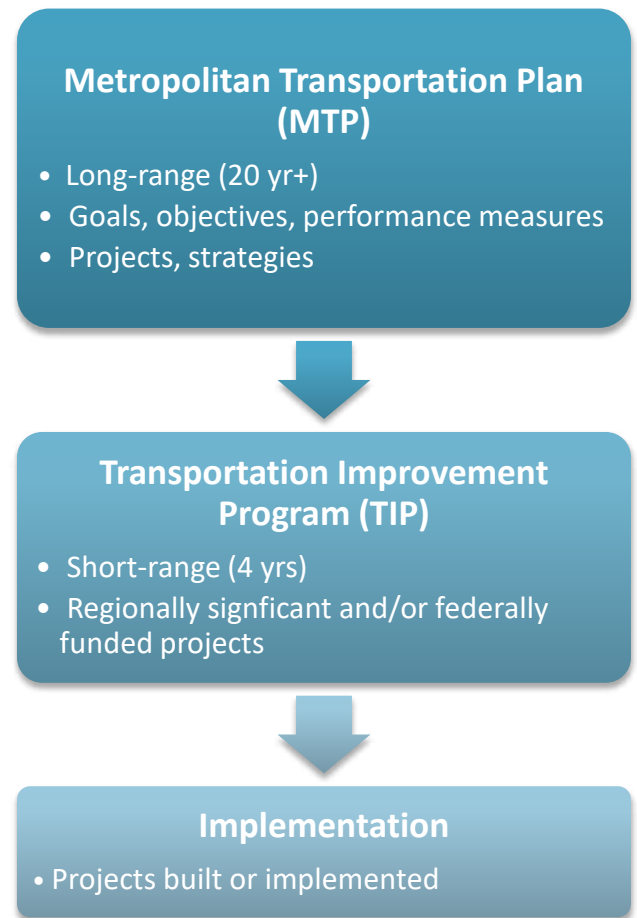 Metropolitan Transportation Plan
(MTP)
• Long-range (20 yr+)
• Goals, objectives, performance measures
• Projects, strategies
Transportation Improvement
Program (TIP)
• Short-range (4 yrs)
• Regionally signficant and/or federally
funded projects
Implementation
• Projects built or implemented